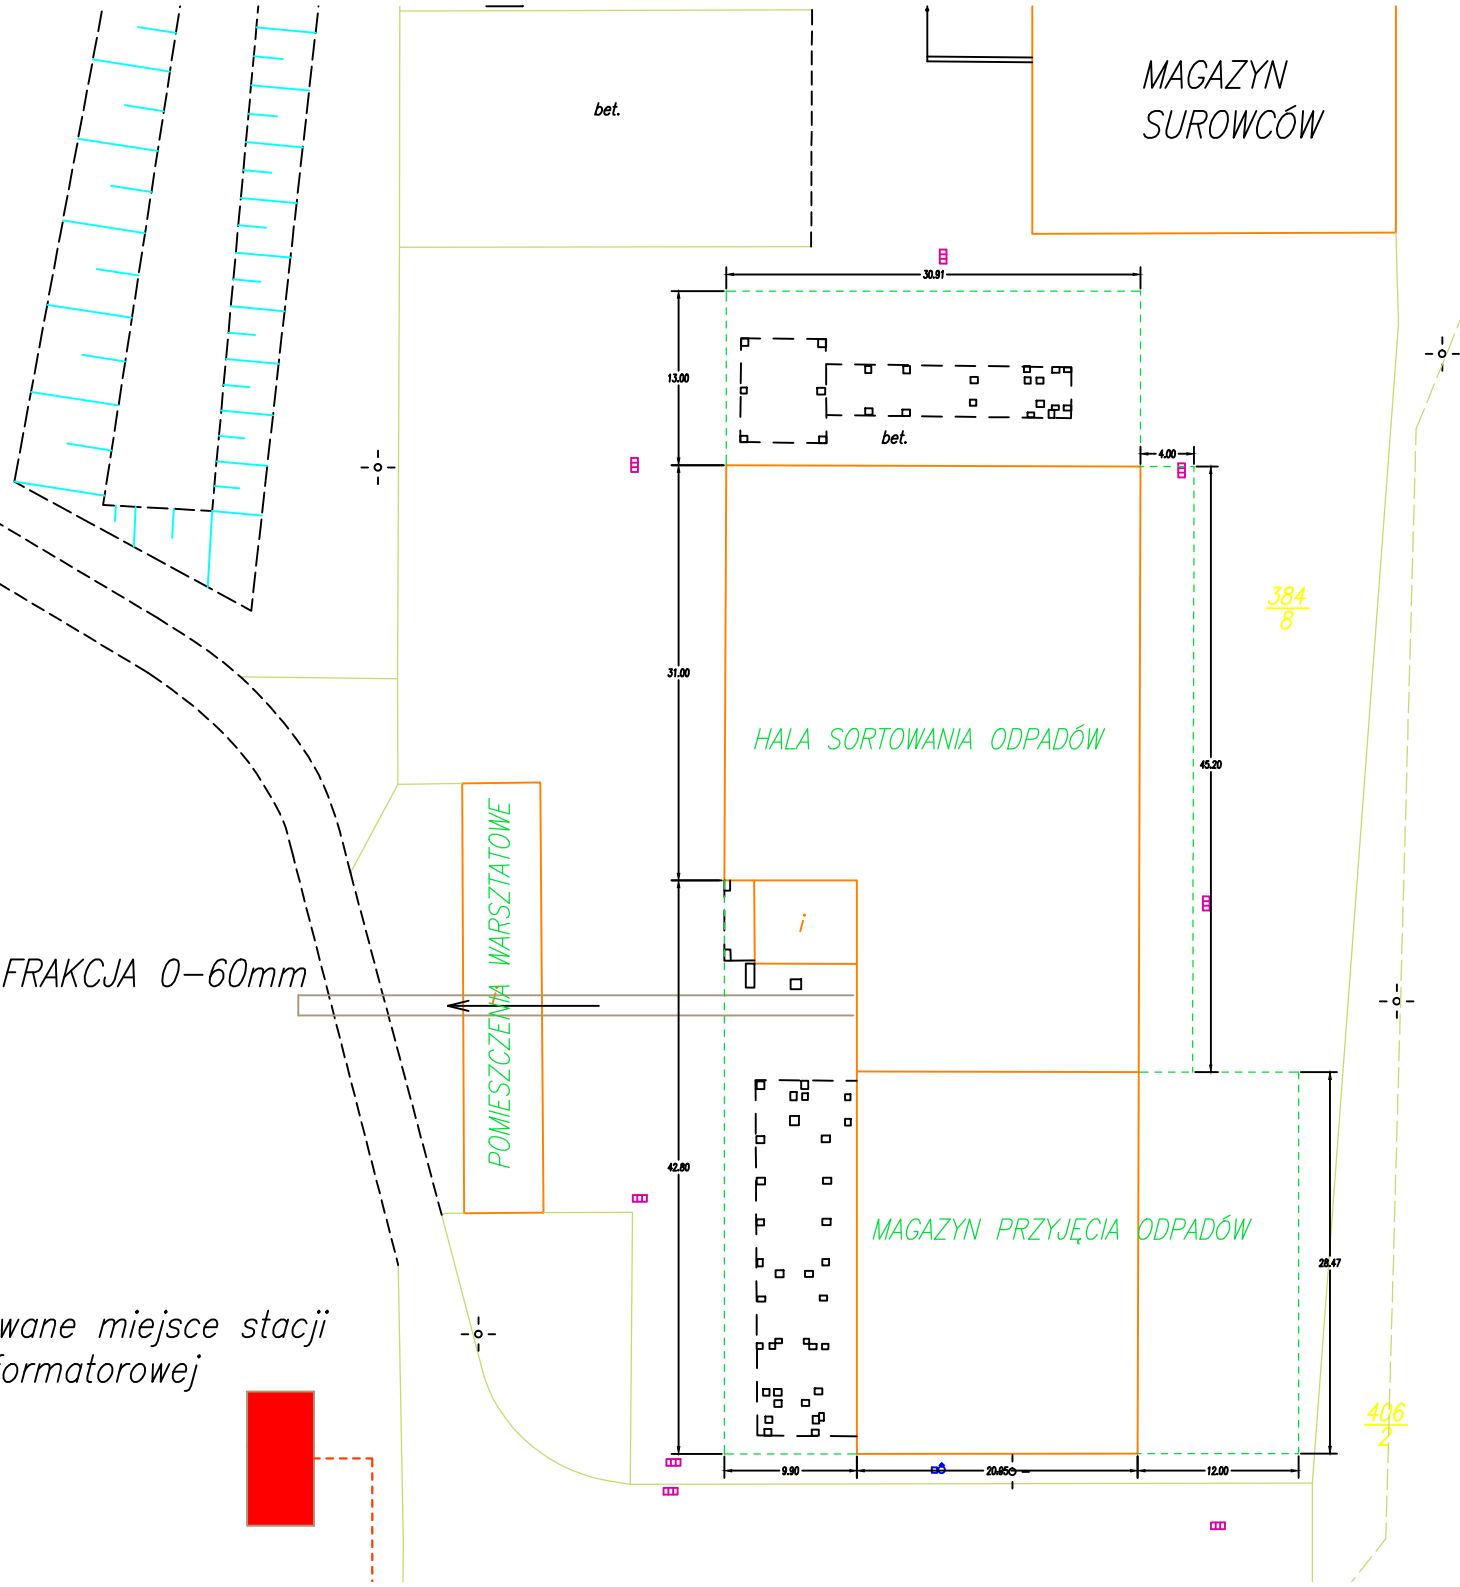 MAGAZYN
SUROWCÓW
bet.
30.91
13.00
bet.
4.00
384
8
31.00
HALA SORTOWANIA ODPADÓW
45.20
POMIESZCZENIA WARSZTATOWE
i
FRAKCJA 0-60mm
42.80
MAGAZYN PRZYJĘCIA ODPADÓW
28.47
wane miejsce stacji
formatorowej
406
2
9.90
20.95
12.00